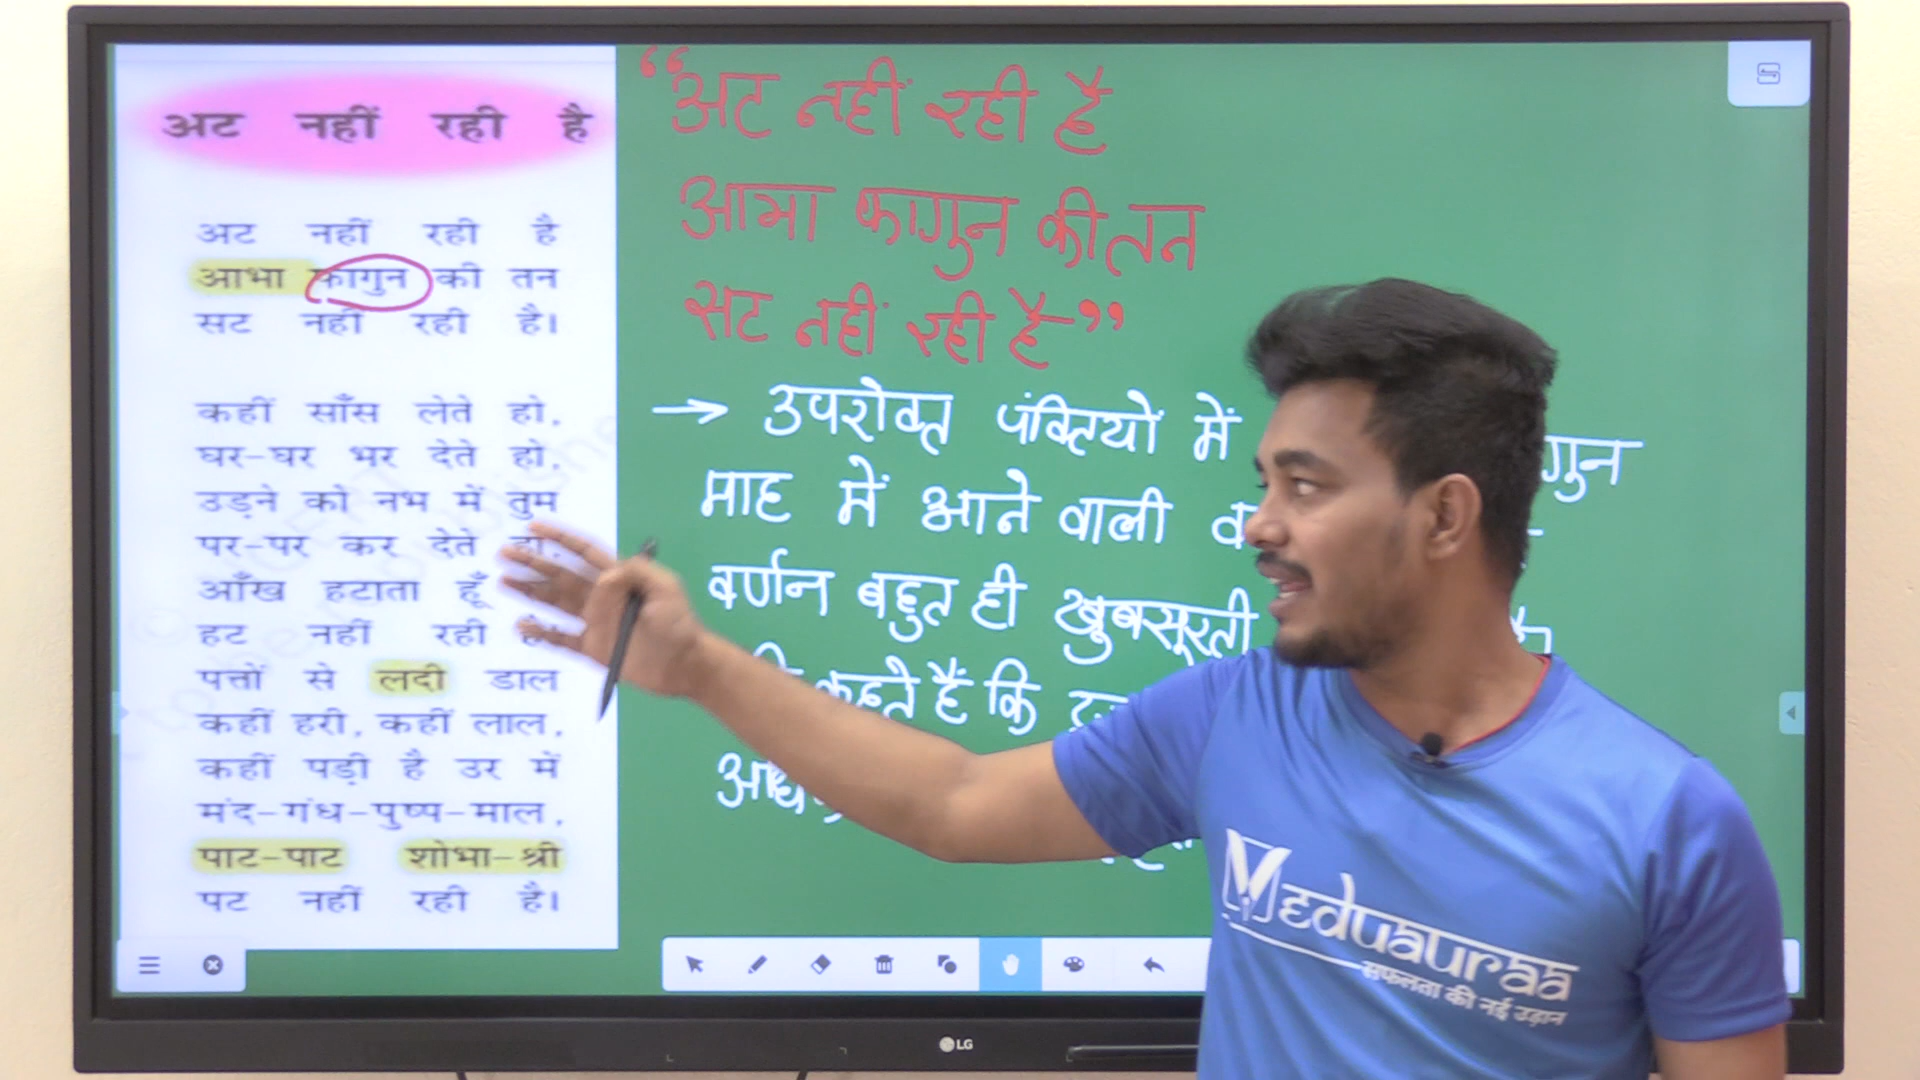 अट नहीं रही है
अट नहीं रही है
आभा फागुन की तन
सट नहीं रही है।
कहीं साँस लेते हो,
घर-घर भर देते हो,
उड़ने को नभ में तुम
पर-पर कर देते हो,
आँख हटाता हूँ
हट नहीं रही है।
पत्तों से लदी डाल
कहीं हरी, कहीं लाल,
कहीं पड़ी है उर में
मंद-गंध-पुष्प-माल,
पाट-पाट शोभा-श्री
पट नहीं रही है।
“अट नहीं रही है
आभा फागुन की तन
सट नहीं रही है”
→ उपरोक्त पंक्तियों में
माह में आने वाली
वर्णन बहुत ही खुबसूरती
कहते हैं कि
LG
Meduauraa
सफलता की नई उड़ान